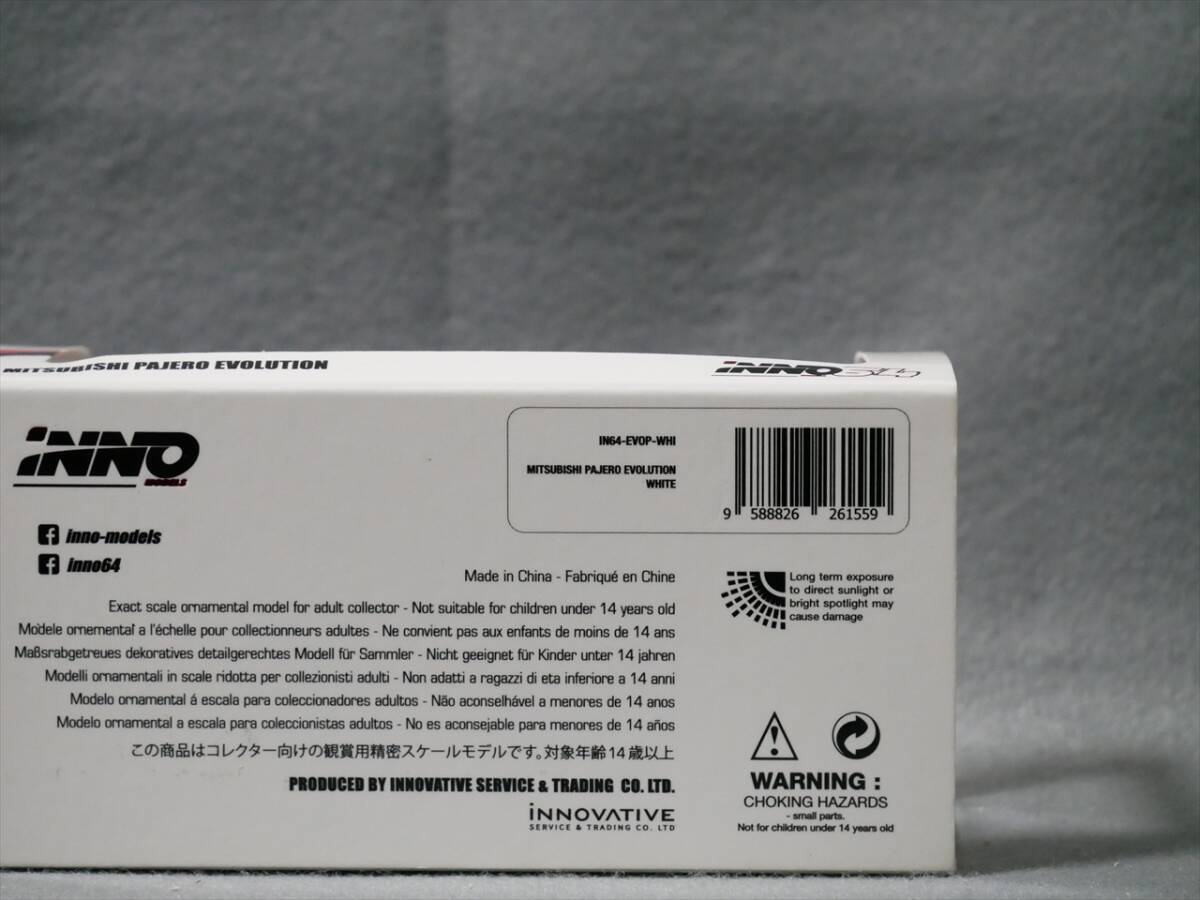 MITSUBISHI PAJERO EVOLUTION
INNO64
INNO
MODELS
IN64-EVOP-WHI
MITSUBISHI PAJERO EVOLUTION
WHITE
9 588826 261559
inno-models
inno64
Made in China - Fabriqué en Chine
Exact scale ornamental model for adult collector - Not suitable for children under 14 years old
Modele ornemental a l'échelle pour collectionneurs adultes - Ne convient pas aux enfants de moins de 14 ans
Maßsrabgetreues dekoratives detailgerechtes Modell für Sammler - Nicht geeignet für Kinder unter 14 jahren
Modelli ornamentali in scale ridotta per collezionisti adulti - Non adatti a ragazzi di eta inferiore a 14 anni
Modelo ornamental á escala para coleccionadores adultos - Não aconselhável a menores de 14 anos
Modelo ornamental a escala para coleccionistas adultos - No es aconsejable para menores de 14 años
この商品はコレクター向けの観賞用精密スケールモデルです。対象年齢14歳以上
PRODUCED BY INNOVATIVE SERVICE & TRADING CO. LTD.
INNOVATIVE
SERVICE & TRADING CO. LTD
Long term exposure
to direct sunlight or
bright spotlight may
cause damage
WARNING :
CHOKING HAZARDS
- small parts.
Not for children under 14 years old